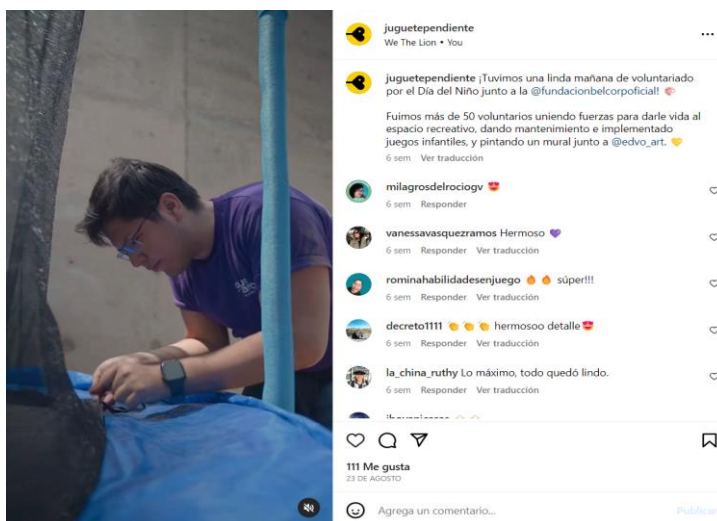 juguetependiente
We The Lion • You
juguetependiente ¡Tuvimos una linda mañana de voluntariado
por el Día del Niño junto a la @fundacionbelcorpoficial!
Fuimos más de 50 voluntarios uniendo fuerzas para darle vida al
espacio recreativo, dando mantenimiento e implementado
juegos infantiles, y pintando un mural junto a @edvo_art.
6 sem Ver traducción
milagrosdelrociogv
6 sem Responder
vanessavasquezramos Hermoso
6 sem Responder Ver traducción
rominahabilidadesenjuego súper!!!
6 sem Responder Ver traducción
decreto1111 hermosoo detalle
6 sem Responder Ver traducción
la_china_ruthy Lo máximo, todo quedó lindo.
6 sem Responder Ver traducción
111 Me gusta
23 DE AGOSTO
Agrega un comentario...
Publicar